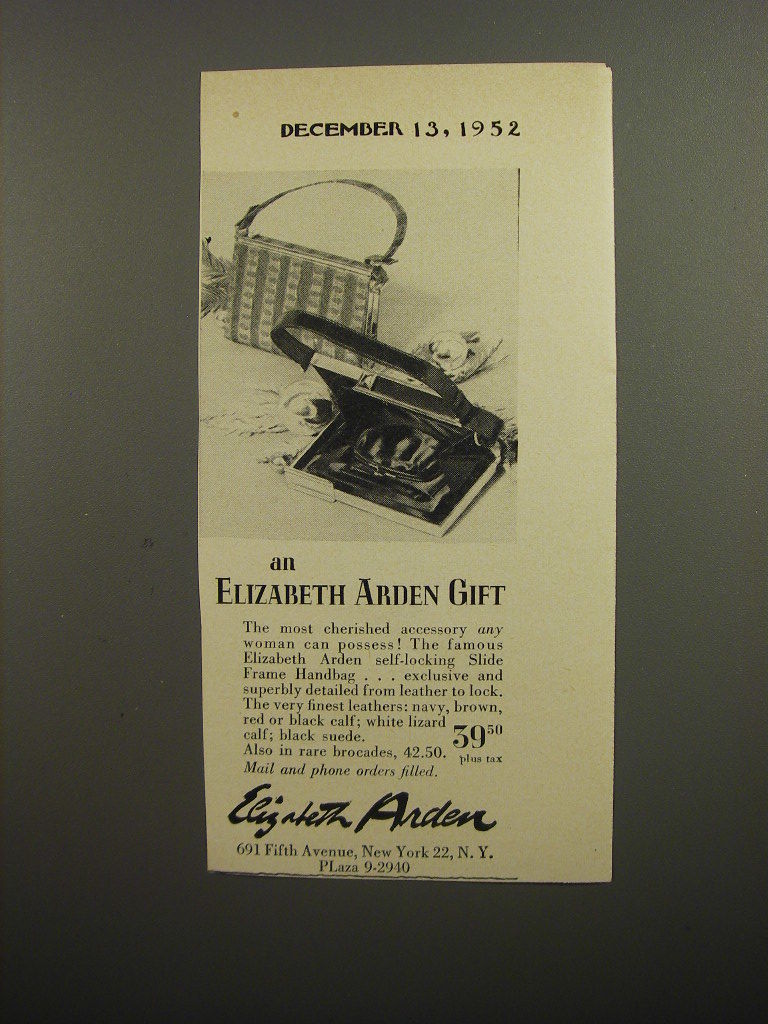 DECEMBER 13, 1952
an
ELIZABETH ARDEN GIFT
The most cherished accessory any
woman can possess! The famous
Elizabeth Arden self-locking Slide
Frame Handbag . . . exclusive and
superbly detailed from leather to lock.
The very finest leathers: navy, brown,
red or black calf; white lizard
calf; black suede. 39⁵⁰
Also in rare brocades, 42.50. plus tax
Mail and phone orders filled.
Elizabeth Arden
691 Fifth Avenue, New York 22, N. Y.
PLaza 9-2940